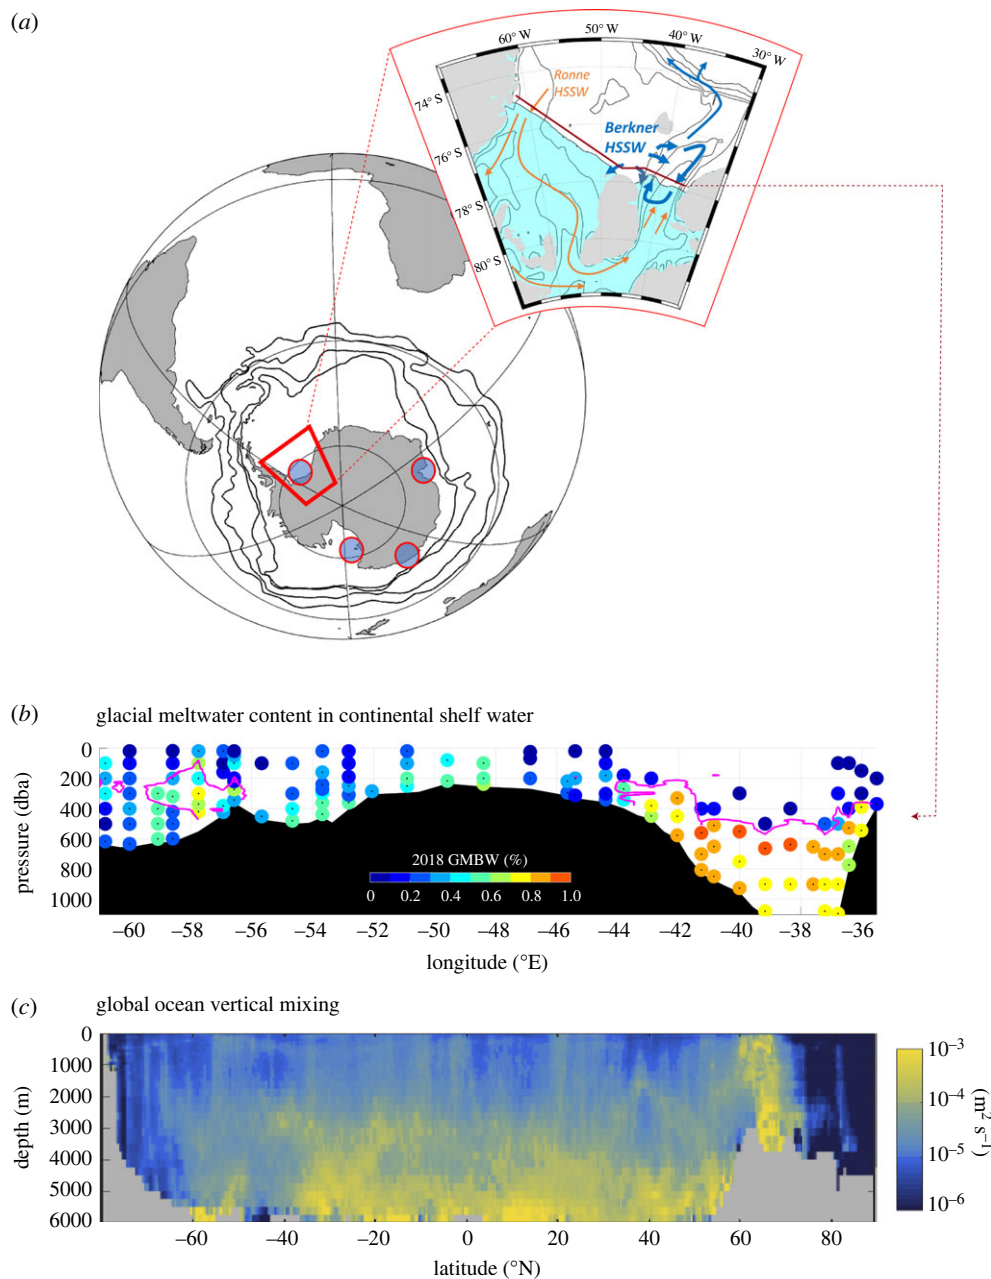 (a)
60° W
50° W
40° W
30° W
74° S
76° S
78° S
80° S
Ronne
HSSW
Berkner
HSSW
(b)
glacial meltwater content in continental shelf water
pressure (dba)
0
200
400
600
800
1000
2018 GMBW (%)
0 0.2 0.4 0.6 0.8 1.0
–60 –58 –56 –54 –52 –50 –48 –46 –44 –42 –40 –38 –36
longitude (°E)
(c)
global ocean vertical mixing
depth (m)
0
1000
2000
3000
4000
5000
6000
–60 –40 –20 0 20 40 60 80
latitude (°N)
10–3
10–4
10–5
10–6
(m2 s–1)